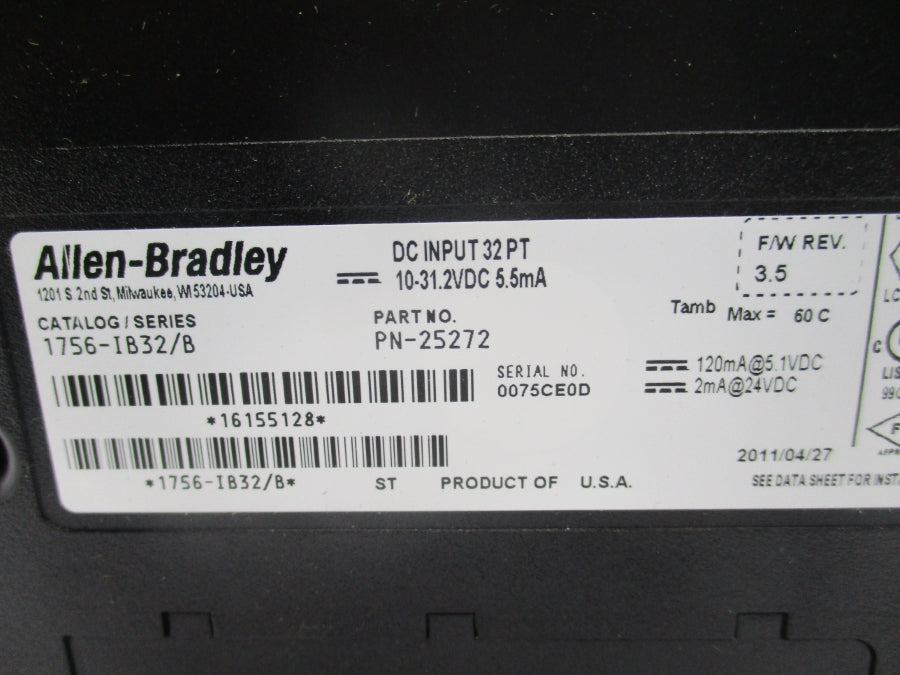 Allen-Bradley
1201 S. 2nd St., Milwaukee, WI 53204-USA
CATALOG / SERIES
1756-IB32/B
*16155128*
*1756-IB32/B*
DC INPUT 32 PT
10-31.2VDC 5.5mA
PART NO.
PN-25272
SERIAL NO.
0075CE0D
ST PRODUCT OF U.S.A.
F/W REV.
3.5
Tamb Max = 60 C
120mA@5.1VDC
2mA@24VDC
2011/04/27
SEE DATA SHEET FOR